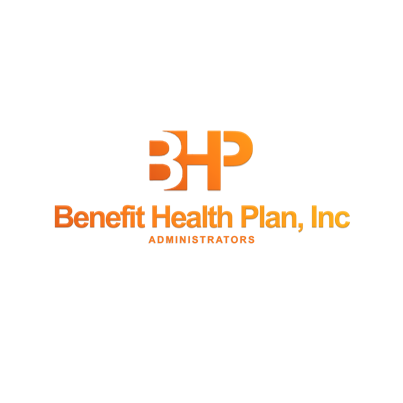 BHP
Benefit Health Plan, Inc
ADMINISTRATORS